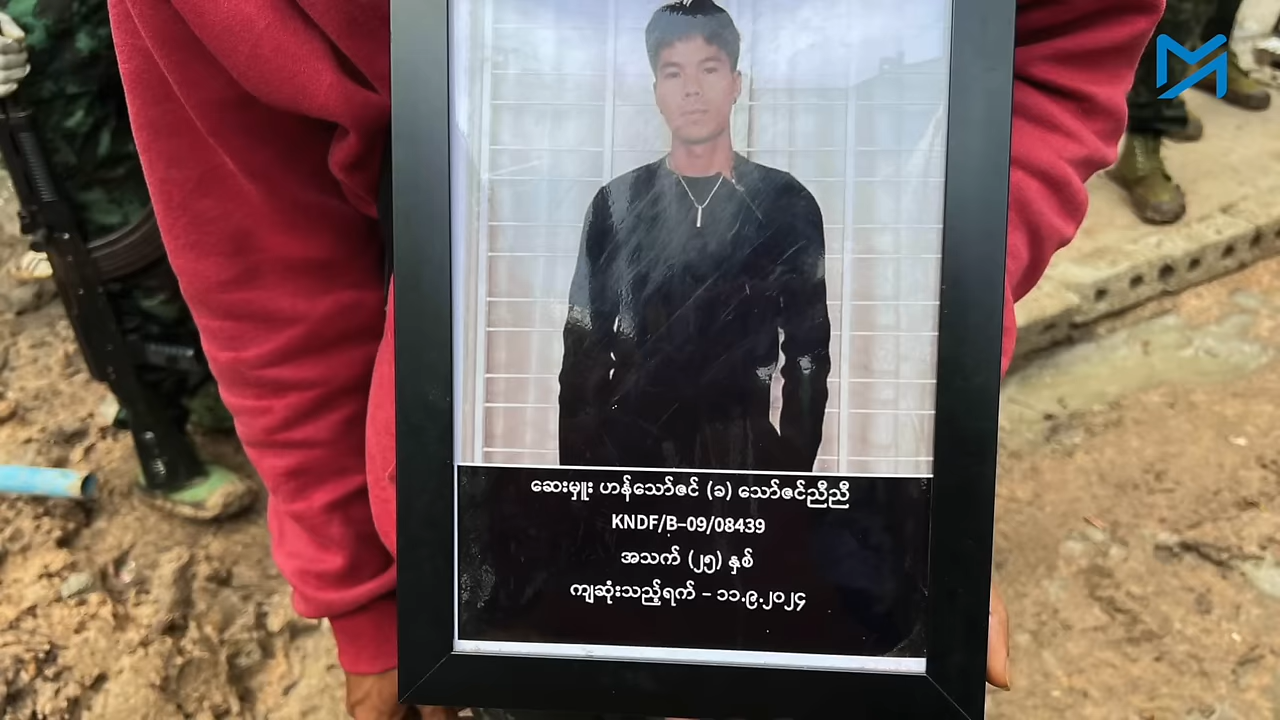 ဆေးမှူး ဟန်သော်ဇင် (ခ) သော်ဇင်ညီညီ
KNDF/B-09/08439
အသက် (၂၅) နှစ်
ကျဆုံးသည့်ရက် - ၁၁.၉.၂၀၂၄